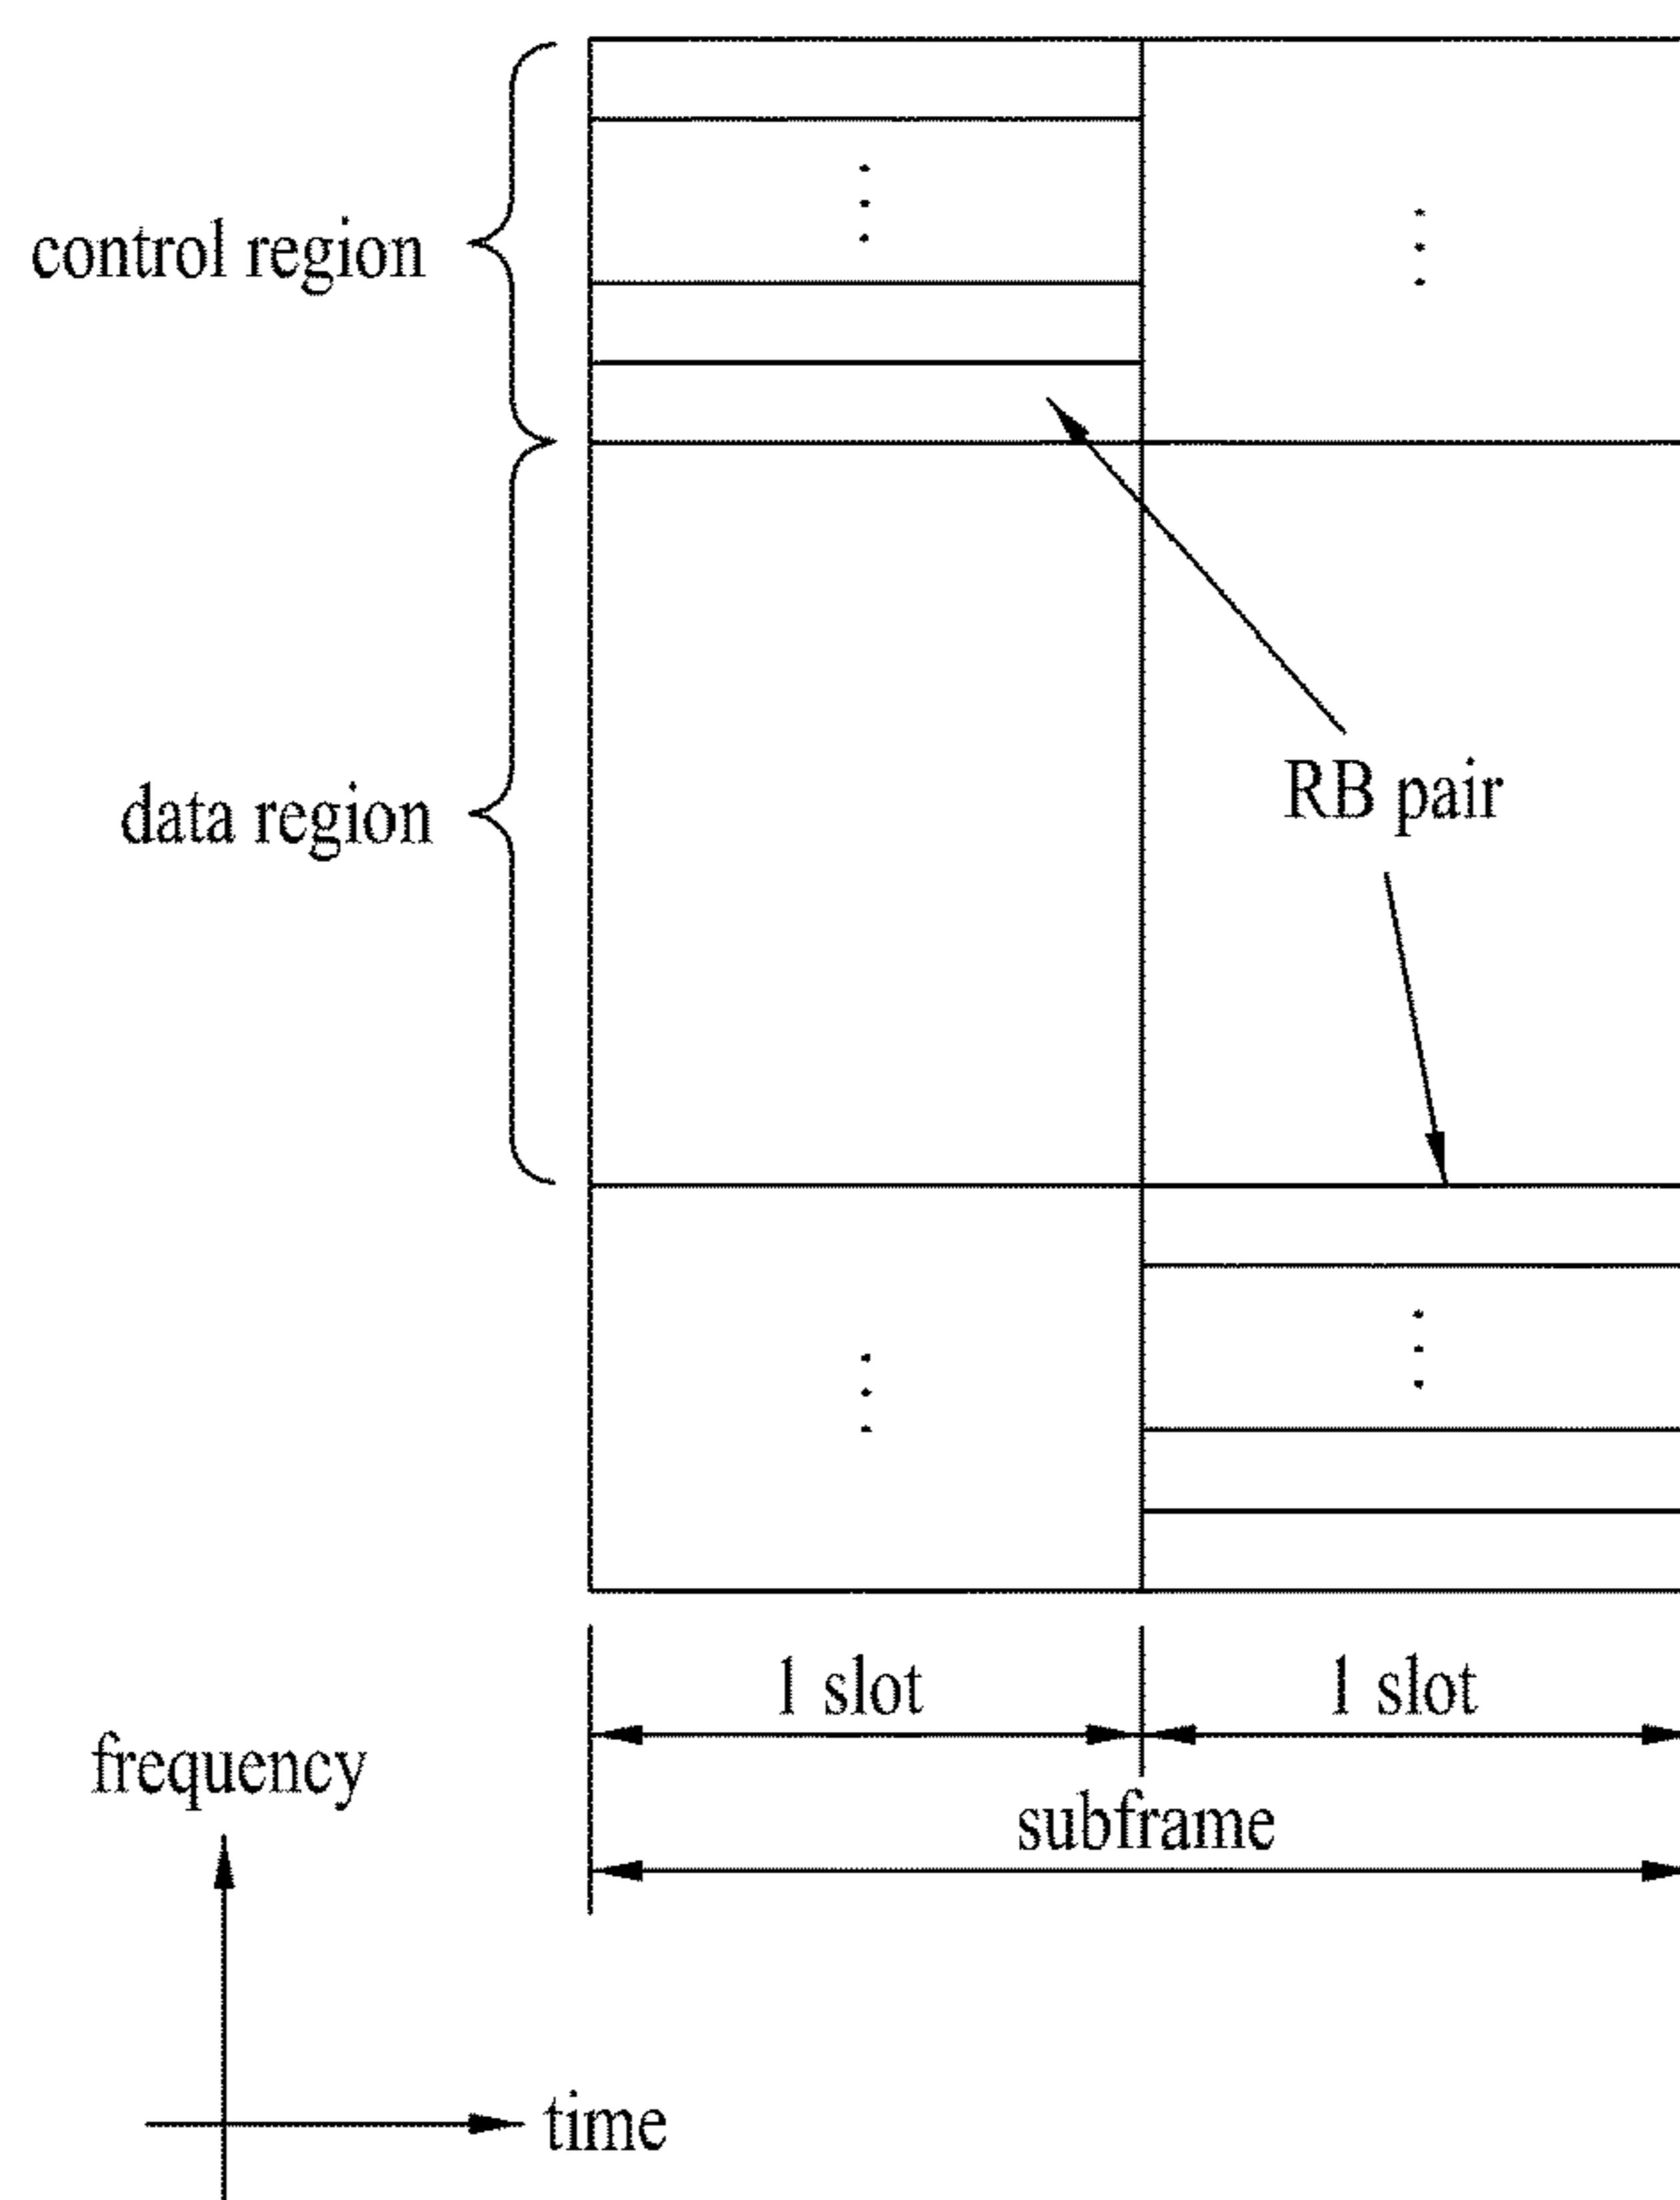 control region
data region
RB pair
1 slot
1 slot
subframe
frequency
time